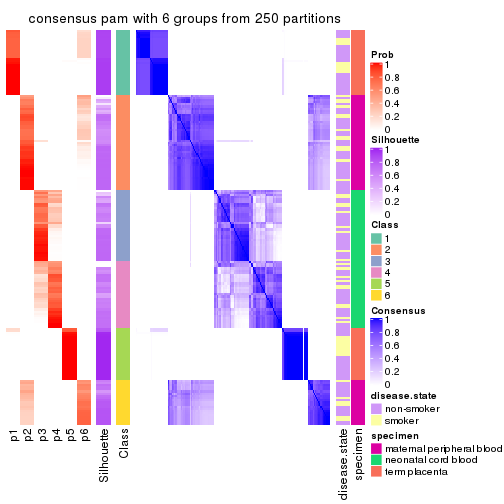 consensus pam with 6 groups from 250 partitions
Prob
1
0.8
0.6
0.4
0.2
0
Silhouette
1
0.8
0.6
0.4
0.2
0
Class
1
2
3
4
5
6
Consensus
1
0.8
0.6
0.4
0.2
0
disease.state
non-smoker
smoker
specimen
maternal peripheral blood
neonatal cord blood
term placenta
p1
p2
p3
p4
p5
p6
Silhouette
Class
disease.state
specimen